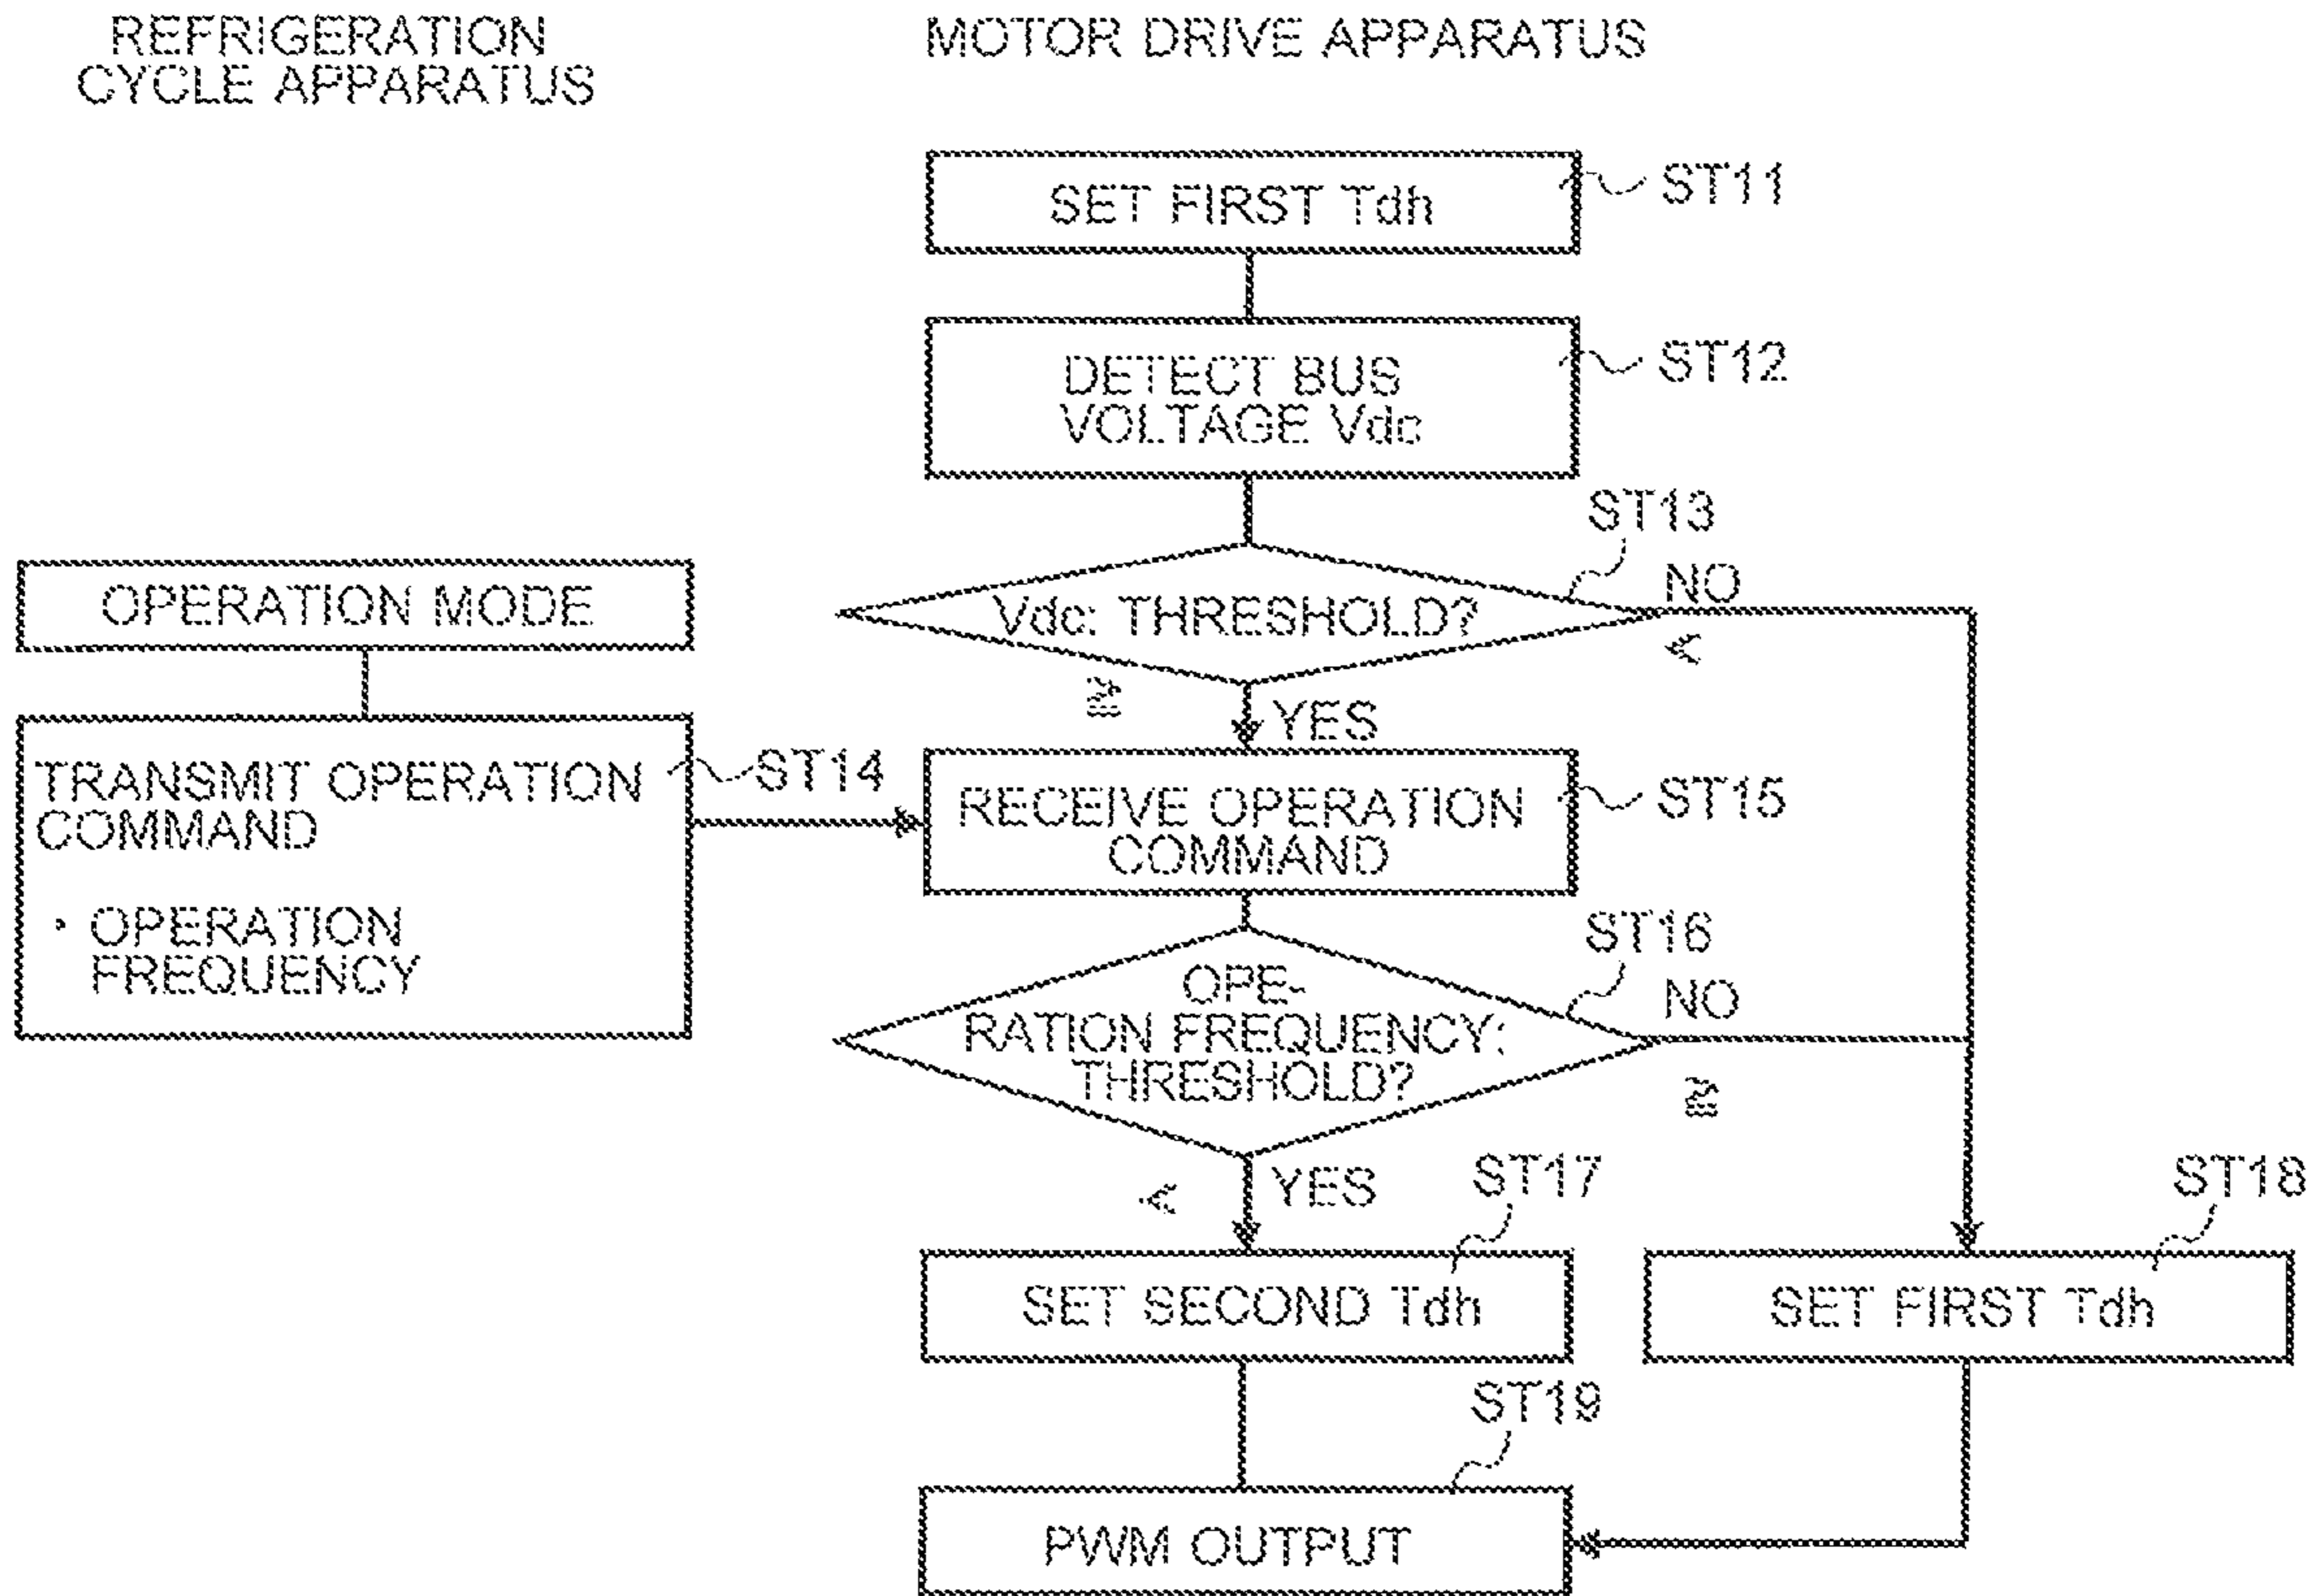 REFRIGERATION
CYCLE APPARATUS
MOTOR DRIVE APPARATUS
SET FIRST Tdh
ST11
DETECT BUS
VOLTAGE Vdc
ST12
ST13
Vdc: THRESHOLD?
NO
<
≧
YES
OPERATION MODE
TRANSMIT OPERATION
COMMAND
・OPERATION
FREQUENCY
ST14
RECEIVE OPERATION
COMMAND
ST15
ST16
OPE-
RATION FREQUENCY:
THRESHOLD?
NO
≧
<
YES
ST17
SET SECOND Tdh
ST18
SET FIRST Tdh
ST19
PWM OUTPUT